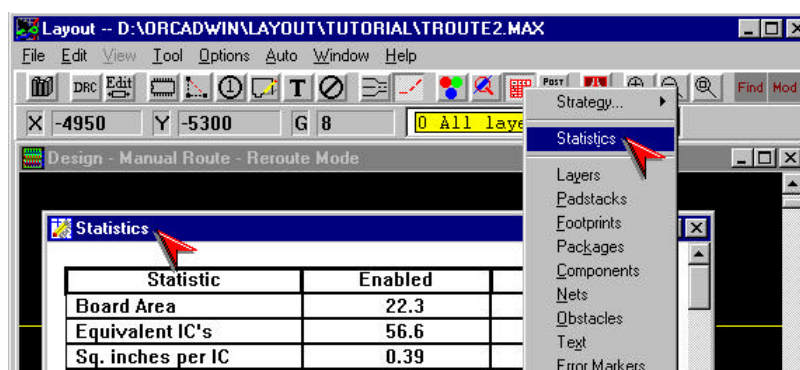 Layout -- D:\ORCADWIN\LAYOUT\TUTORIAL\TROUTE2.MAX
File Edit View Tool Options Auto Window Help
DRC Edit 1 T POST Find Mod
X -4950 Y -5300 G 8 0 All laye
Design - Manual Route - Reroute Mode
Strategy...
Statistics
Layers
Padstacks
Footprints
Packages
Components
Nets
Obstacles
Text
Error Markers
Statistics
Statistic Enabled
Board Area 22.3
Equivalent IC's 56.6
Sq. inches per IC 0.39